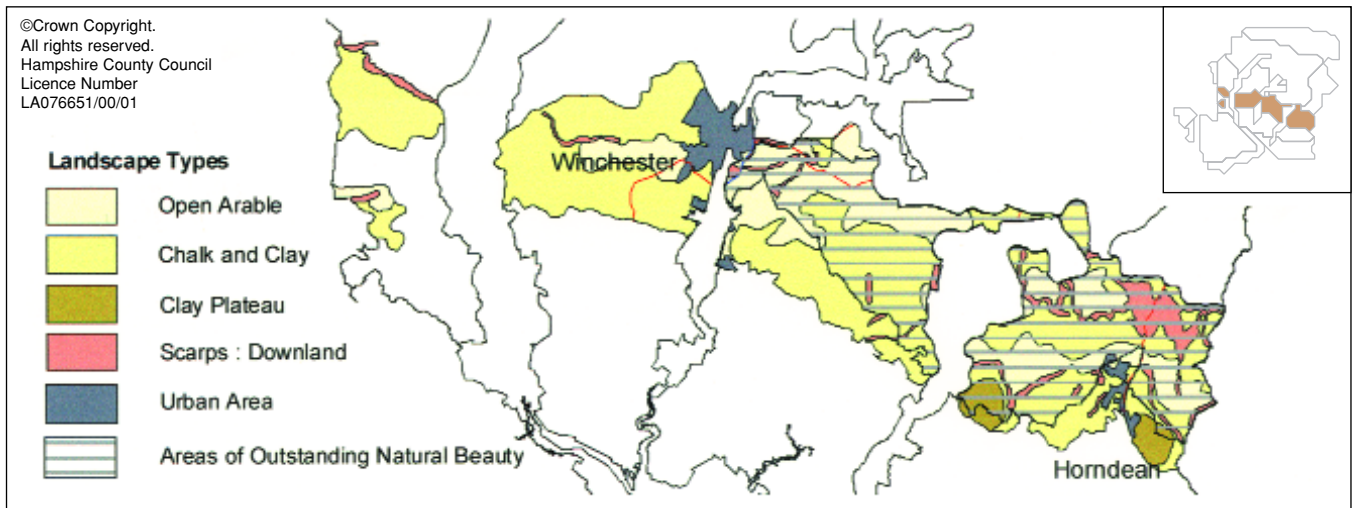 ©Crown Copyright.
All rights reserved.
Hampshire County Council
Licence Number
LA076651/00/01
Landscape Types
Open Arable
Chalk and Clay
Clay Plateau
Scarps : Downland
Urban Area
Areas of Outstanding Natural Beauty
Winchester
Horndean